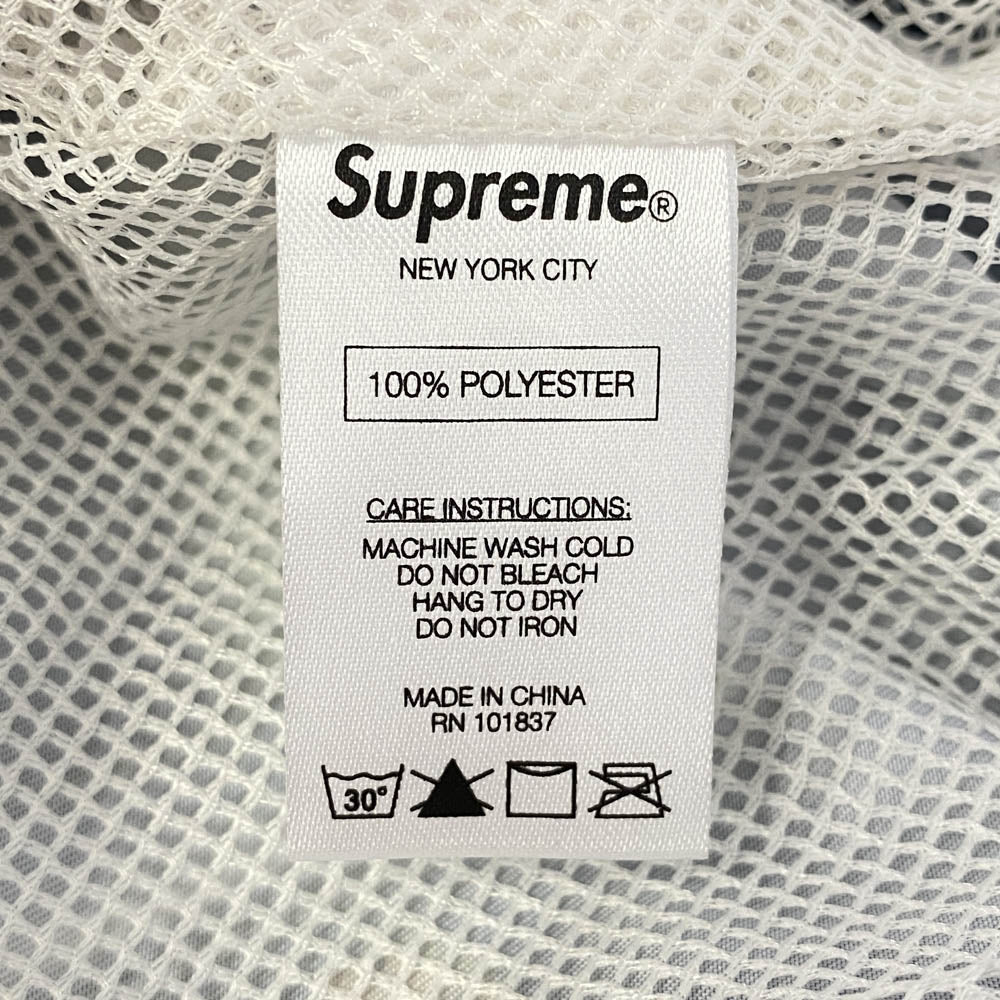 Supreme®
NEW YORK CITY
100% POLYESTER
CARE INSTRUCTIONS:
MACHINE WASH COLD
DO NOT BLEACH
HANG TO DRY
DO NOT IRON
MADE IN CHINA
RN 101837
30°